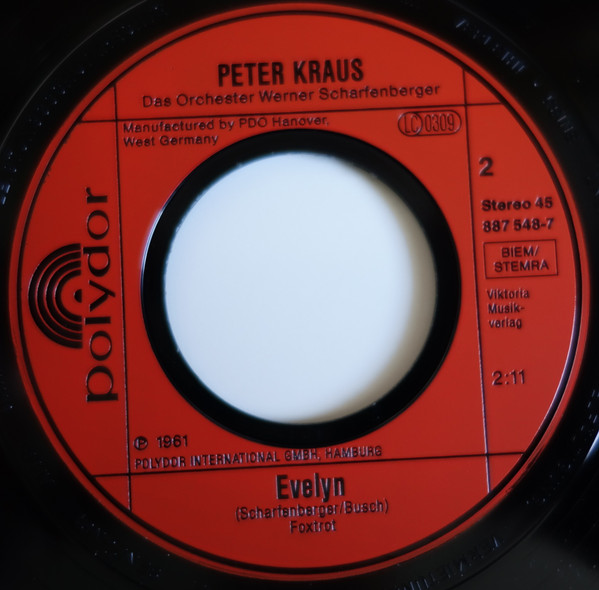 PETER KRAUS
Das Orchester Werner Scharfenberger
Manufactured by PDO Hanover.
West Germany
LC 0309
2
Stereo 45
887 548-7
BIEM/
STEMRA
Viktoria
Musik-
verlag
2:11
polydor
℗ 1961
POLYDOR INTERNATIONAL GMBH, HAMBURG
Evelyn
(Scharfenberger/Busch)
Foxtrot